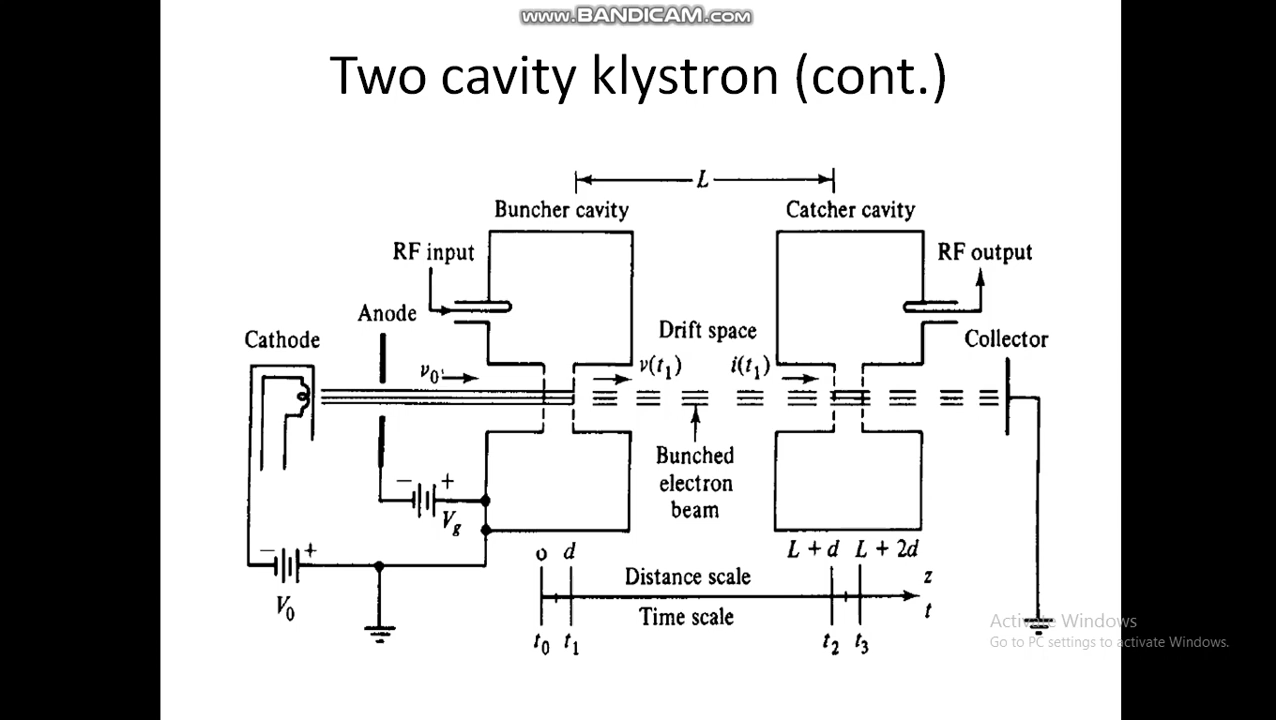 www.BANDICAM.com
Two cavity klystron (cont.)
L
Buncher cavity
Catcher cavity
RF input
RF output
Anode
Drift space
Cathode
Collector
v0
v(t1)
i(t1)
Bunched
electron
beam
− +
Vg
− +
V0
o d
L + d L + 2d
Distance scale
z
Time scale
t
t0 t1
t2 t3
Activate Windows
Go to PC settings to activate Windows.